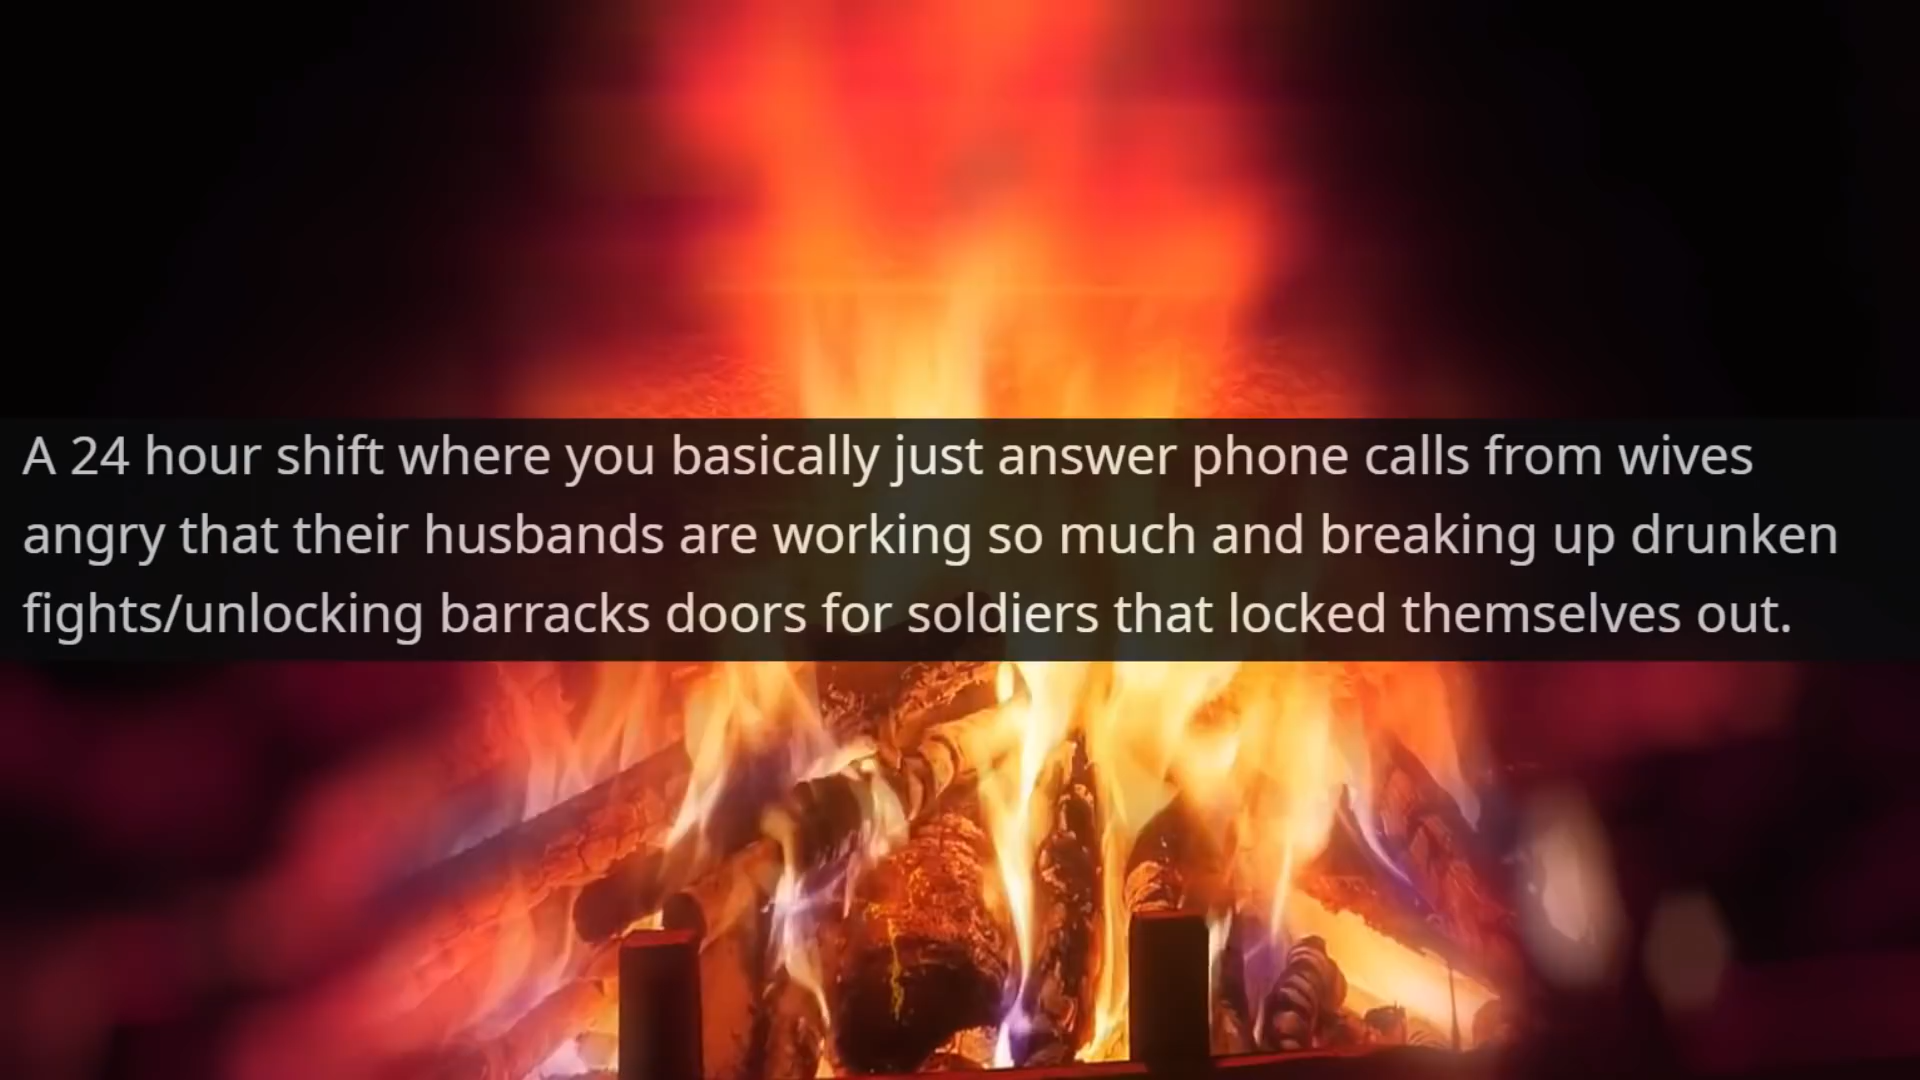 A 24 hour shift where you basically just answer phone calls from wives
angry that their husbands are working so much and breaking up drunken
fights/unlocking barracks doors for soldiers that locked themselves out.